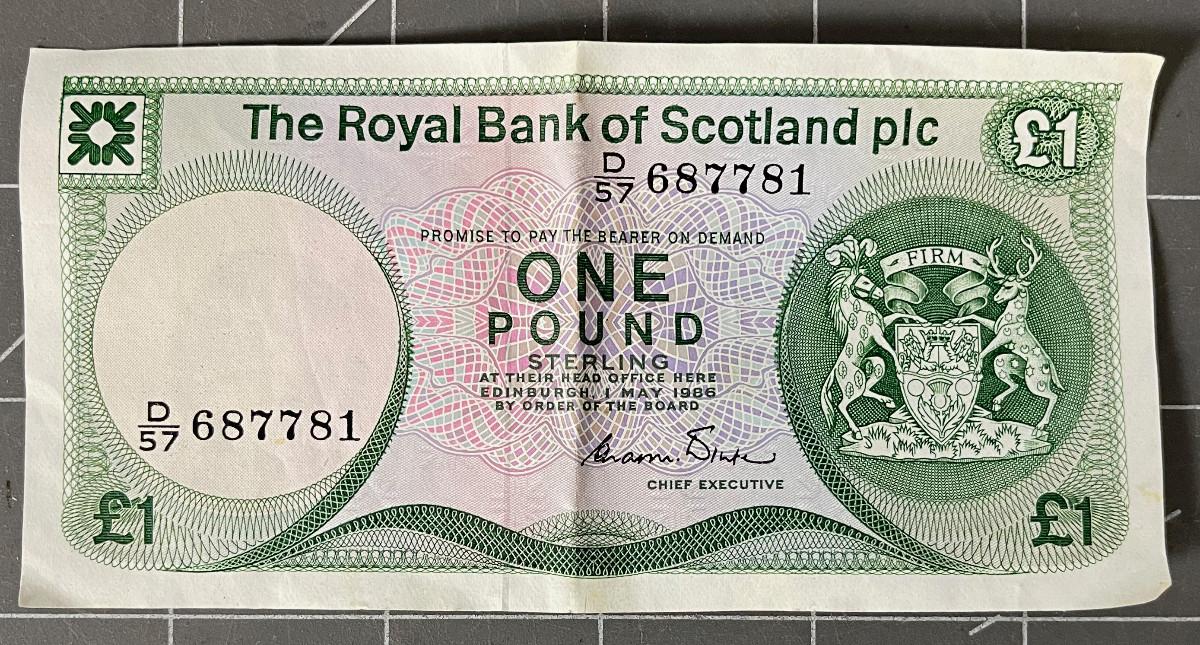 The Royal Bank of Scotland plc
£1
D/57 687781
PROMISE TO PAY THE BEARER ON DEMAND
ONE
POUND
STERLING
AT THEIR HEAD OFFICE HERE
EDINBURGH, 1 MAY 1986
BY ORDER OF THE BOARD
CHIEF EXECUTIVE
FIRM
D/57 687781
£1
£1